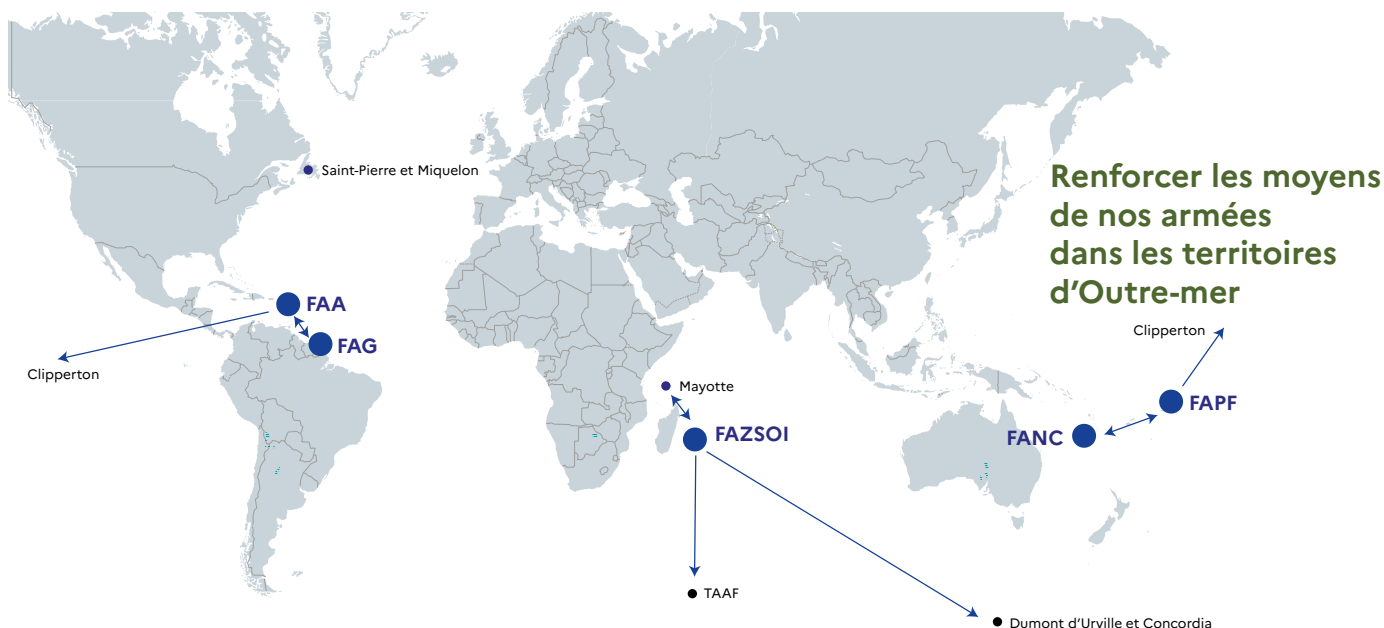 Saint-Pierre et Miquelon
Renforcer les moyens
de nos armées
dans les territoires
d'Outre-mer
FAA
FAG
Clipperton
Clipperton
Mayotte
FAPF
FAZSOI
FANC
TAAF
Dumont d'Urville et Concordia